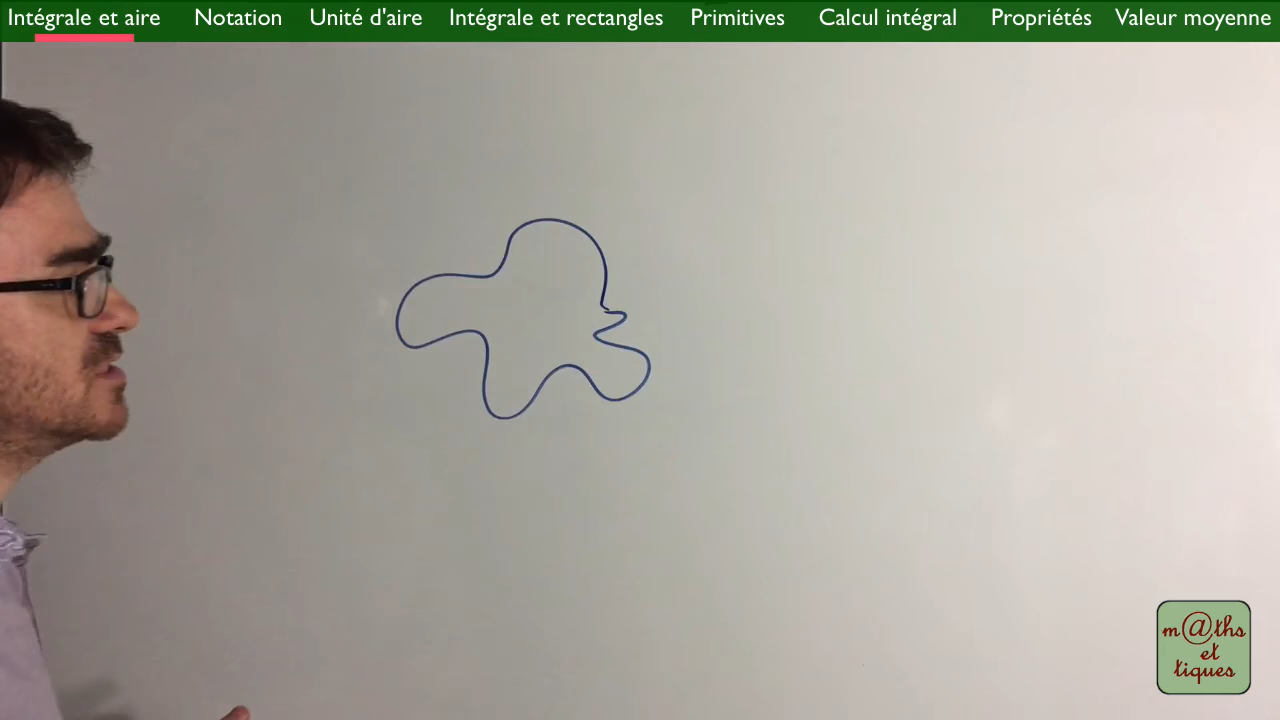 Intégrale et aire Notation Unité d'aire Intégrale et rectangles Primitives Calcul intégral Propriétés Valeur moyenne
m@ths
et
tiques